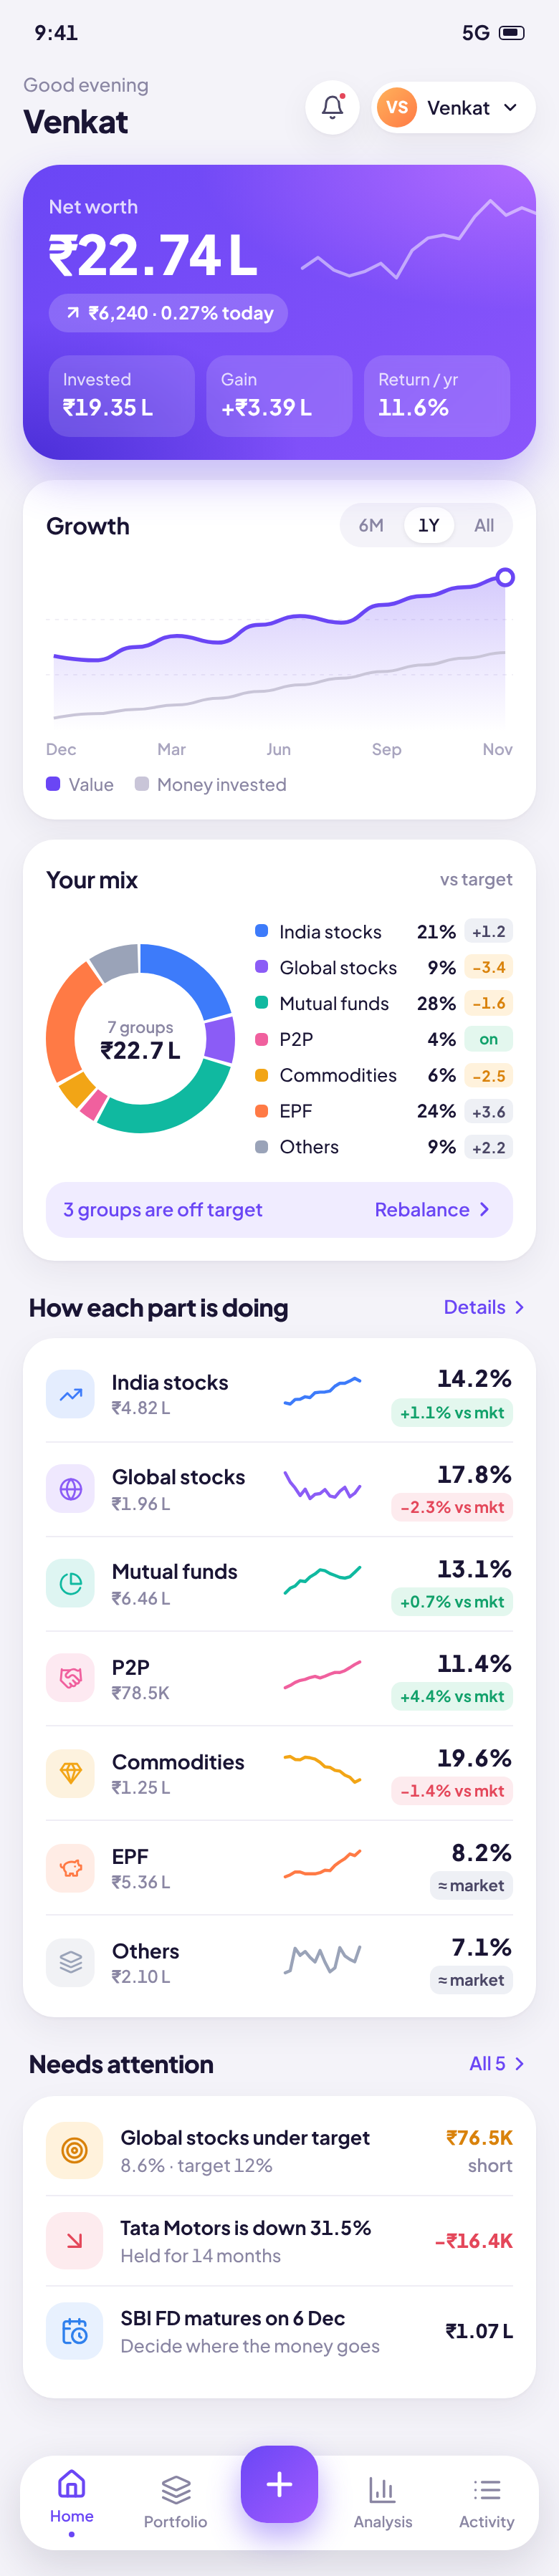 9:41
5G
Good evening
Venkat
VS
Venkat
Net worth
₹22.74 L
₹6,240 · 0.27% today
Invested
₹19.35 L
Gain
+₹3.39 L
Return / yr
11.6%
Growth
6M 1Y All
Dec Mar Jun Sep Nov
Value Money invested
Your mix
vs target
7 groups
₹22.7 L
India stocks 21% +1.2
Global stocks 9% −3.4
Mutual funds 28% −1.6
P2P 4% on
Commodities 6% −2.5
EPF 24% +3.6
Others 9% +2.2
3 groups are off target
Rebalance
How each part is doing
Details
India stocks
₹4.82 L
14.2%
+1.1% vs mkt
Global stocks
₹1.96 L
17.8%
−2.3% vs mkt
Mutual funds
₹6.46 L
13.1%
+0.7% vs mkt
P2P
₹78.5K
11.4%
+4.4% vs mkt
Commodities
₹1.25 L
19.6%
−1.4% vs mkt
EPF
₹5.36 L
8.2%
≈ market
Others
₹2.10 L
7.1%
≈ market
Needs attention
All 5
Global stocks under target
8.6% · target 12%
₹76.5K
short
Tata Motors is down 31.5%
Held for 14 months
−₹16.4K
SBI FD matures on 6 Dec
Decide where the money goes
₹1.07 L
Home
Portfolio
Analysis
Activity